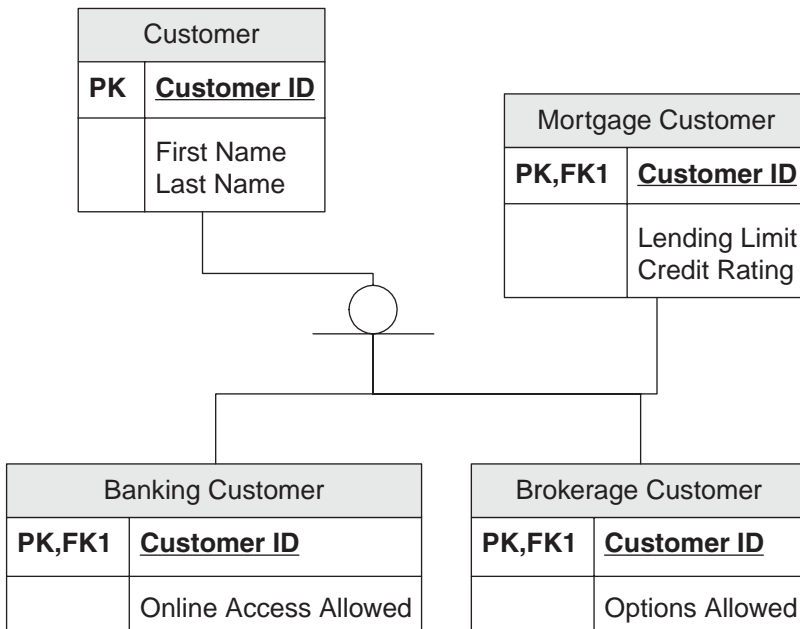 Customer
PK Customer ID
First Name
Last Name
Mortgage Customer
PK,FK1 Customer ID
Lending Limit
Credit Rating
Banking Customer
PK,FK1 Customer ID
Online Access Allowed
Brokerage Customer
PK,FK1 Customer ID
Options Allowed